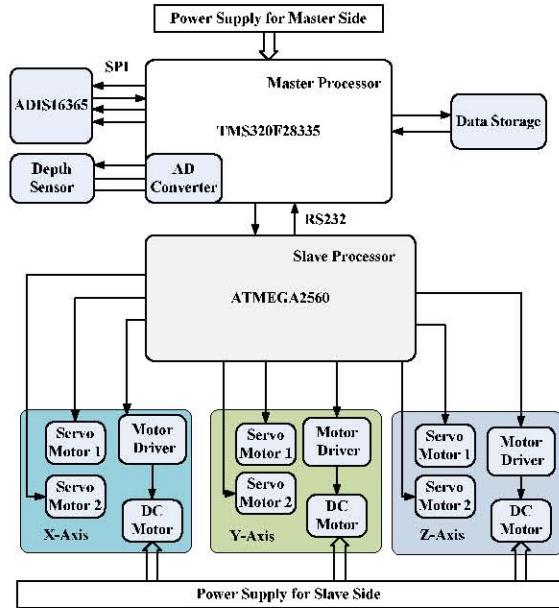 Power Supply for Master Side
SPI
Master Processor
ADIS16365
TMS320F28335
Data Storage
Depth
Sensor
AD
Converter
RS232
Slave Processor
ATMEGA2560
Servo
Motor 1
Motor
Driver
Servo
Motor 2
DC
Motor
X-Axis
Servo
Motor 1
Motor
Driver
Servo
Motor 2
DC
Motor
Y-Axis
Servo
Motor 1
Motor
Driver
Servo
Motor 2
DC
Motor
Z-Axis
Power Supply for Slave Side